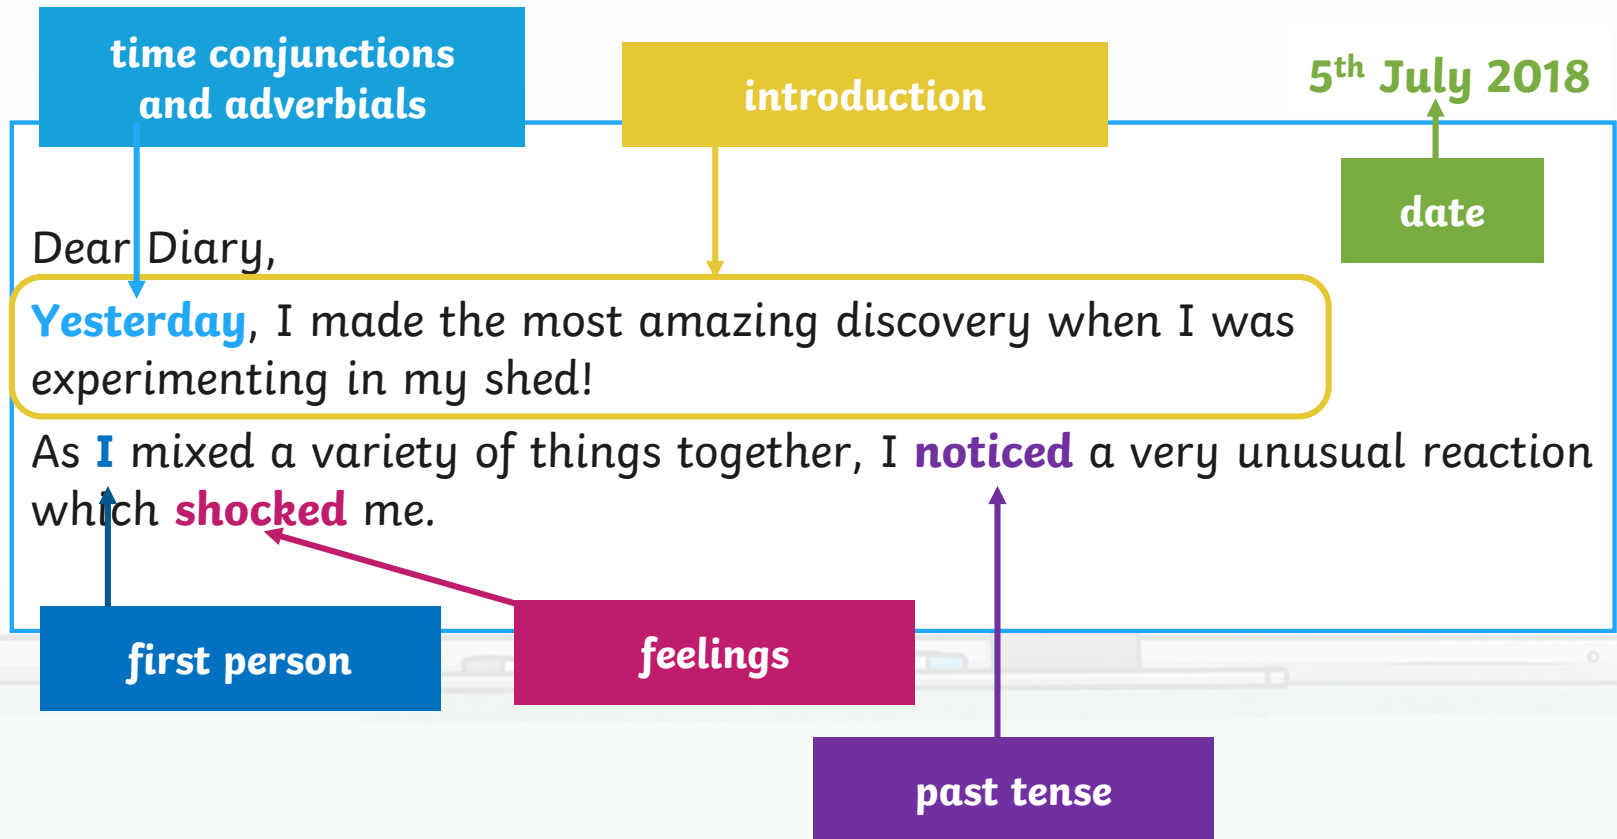 time conjunctions
and adverbials
introduction
5th July 2018
date
Dear Diary,
Yesterday, I made the most amazing discovery when I was
experimenting in my shed!
As I mixed a variety of things together, I noticed a very unusual reaction
which shocked me.
first person
feelings
past tense